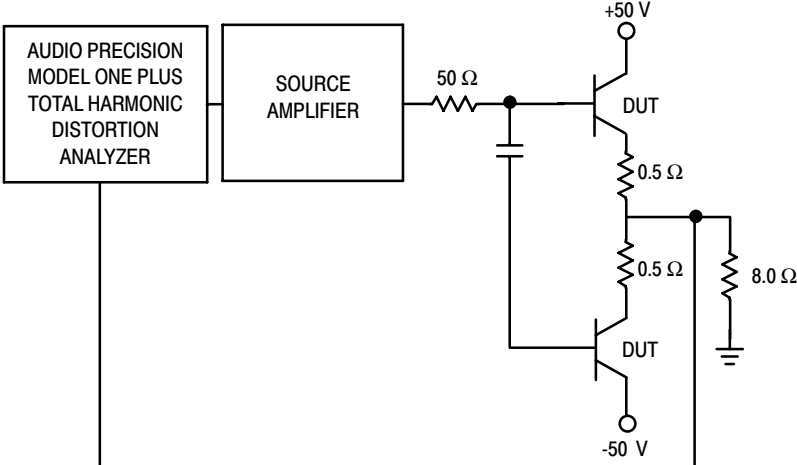 +50 V
AUDIO PRECISION
MODEL ONE PLUS
TOTAL HARMONIC
DISTORTION
ANALYZER
SOURCE
AMPLIFIER
50 Ω
DUT
0.5 Ω
0.5 Ω
8.0 Ω
DUT
-50 V